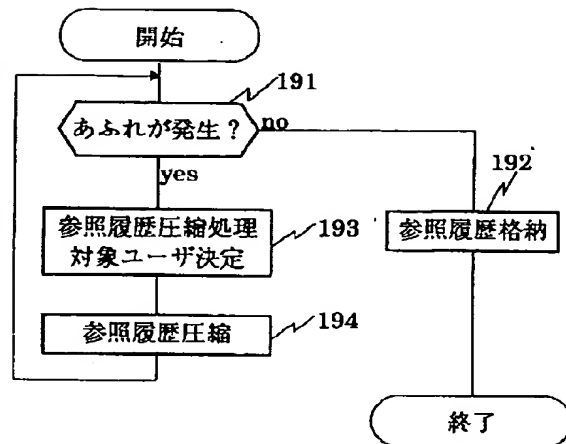 開始
191
あふれが発生？
no
yes
192
参照履歴圧縮処理
対象ユーザ決定
193
参照履歴格納
参照履歴圧縮
194
終了